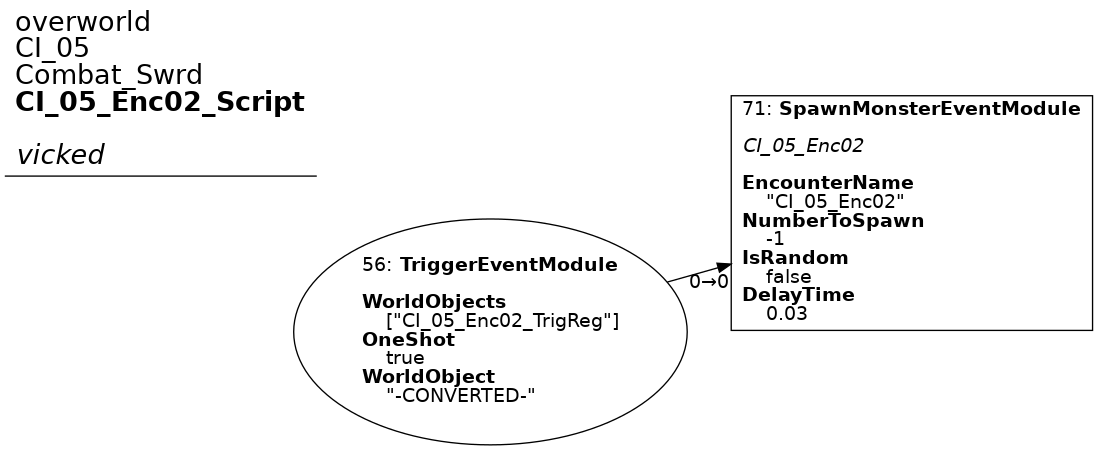 overworld
CI_05
Combat_Swrd
CI_05_Enc02_Script
vicked
71: SpawnMonsterEventModule
CI_05_Enc02
EncounterName
"CI_05_Enc02"
NumberToSpawn
-1
IsRandom
false
DelayTime
0.03
56: TriggerEventModule
WorldObjects
["CI_05_Enc02_TrigReg"]
OneShot
true
WorldObject
"-CONVERTED-"
0→0